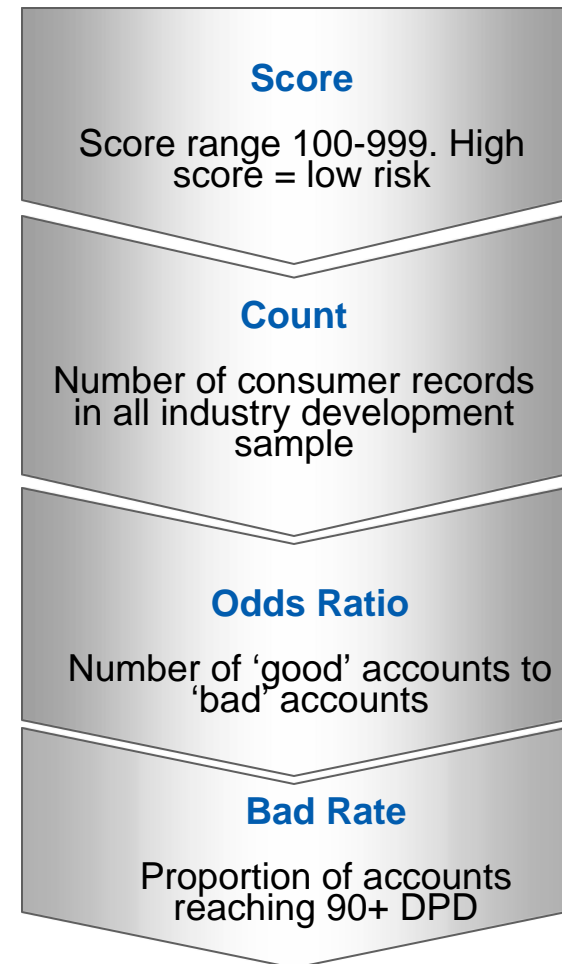 Score
Score range 100-999. High
score = low risk
Count
Number of consumer records
in all industry development
sample
Odds Ratio
Number of ‘good’ accounts to
‘bad’ accounts
Bad Rate
Proportion of accounts
reaching 90+ DPD